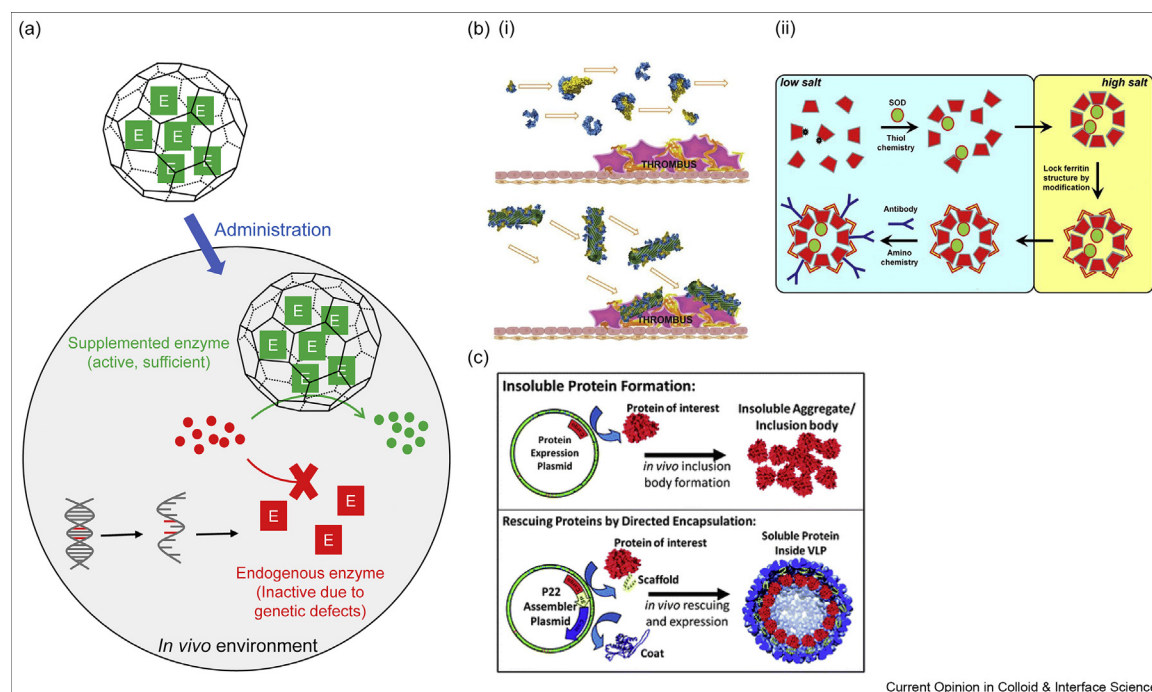 (a)
E
E
E
E
E
E
Administration
E
E
E
E
E
E
Supplemented enzyme
(active, sufficient)
E
E
E
Endogenous enzyme
(Inactive due to
genetic defects)
In vivo environment
(b)
(i)
THROMBUS
THROMBUS
(ii)
low salt
high salt
SOD
Thiol
chemistry
Lock ferritin
structure by
modification
Antibody
Amino
chemistry
(c)
Insoluble Protein Formation:
Protein
Expression
Plasmid
Protein of interest
in vivo inclusion
body formation
Insoluble Aggregate/
Inclusion body
Rescuing Proteins by Directed Encapsulation:
P22
Assembler
Plasmid
Protein of interest
Scaffold
in vivo rescuing
and expression
Coat
Soluble Protein
Inside VLP
Current Opinion in Colloid & Interface Science